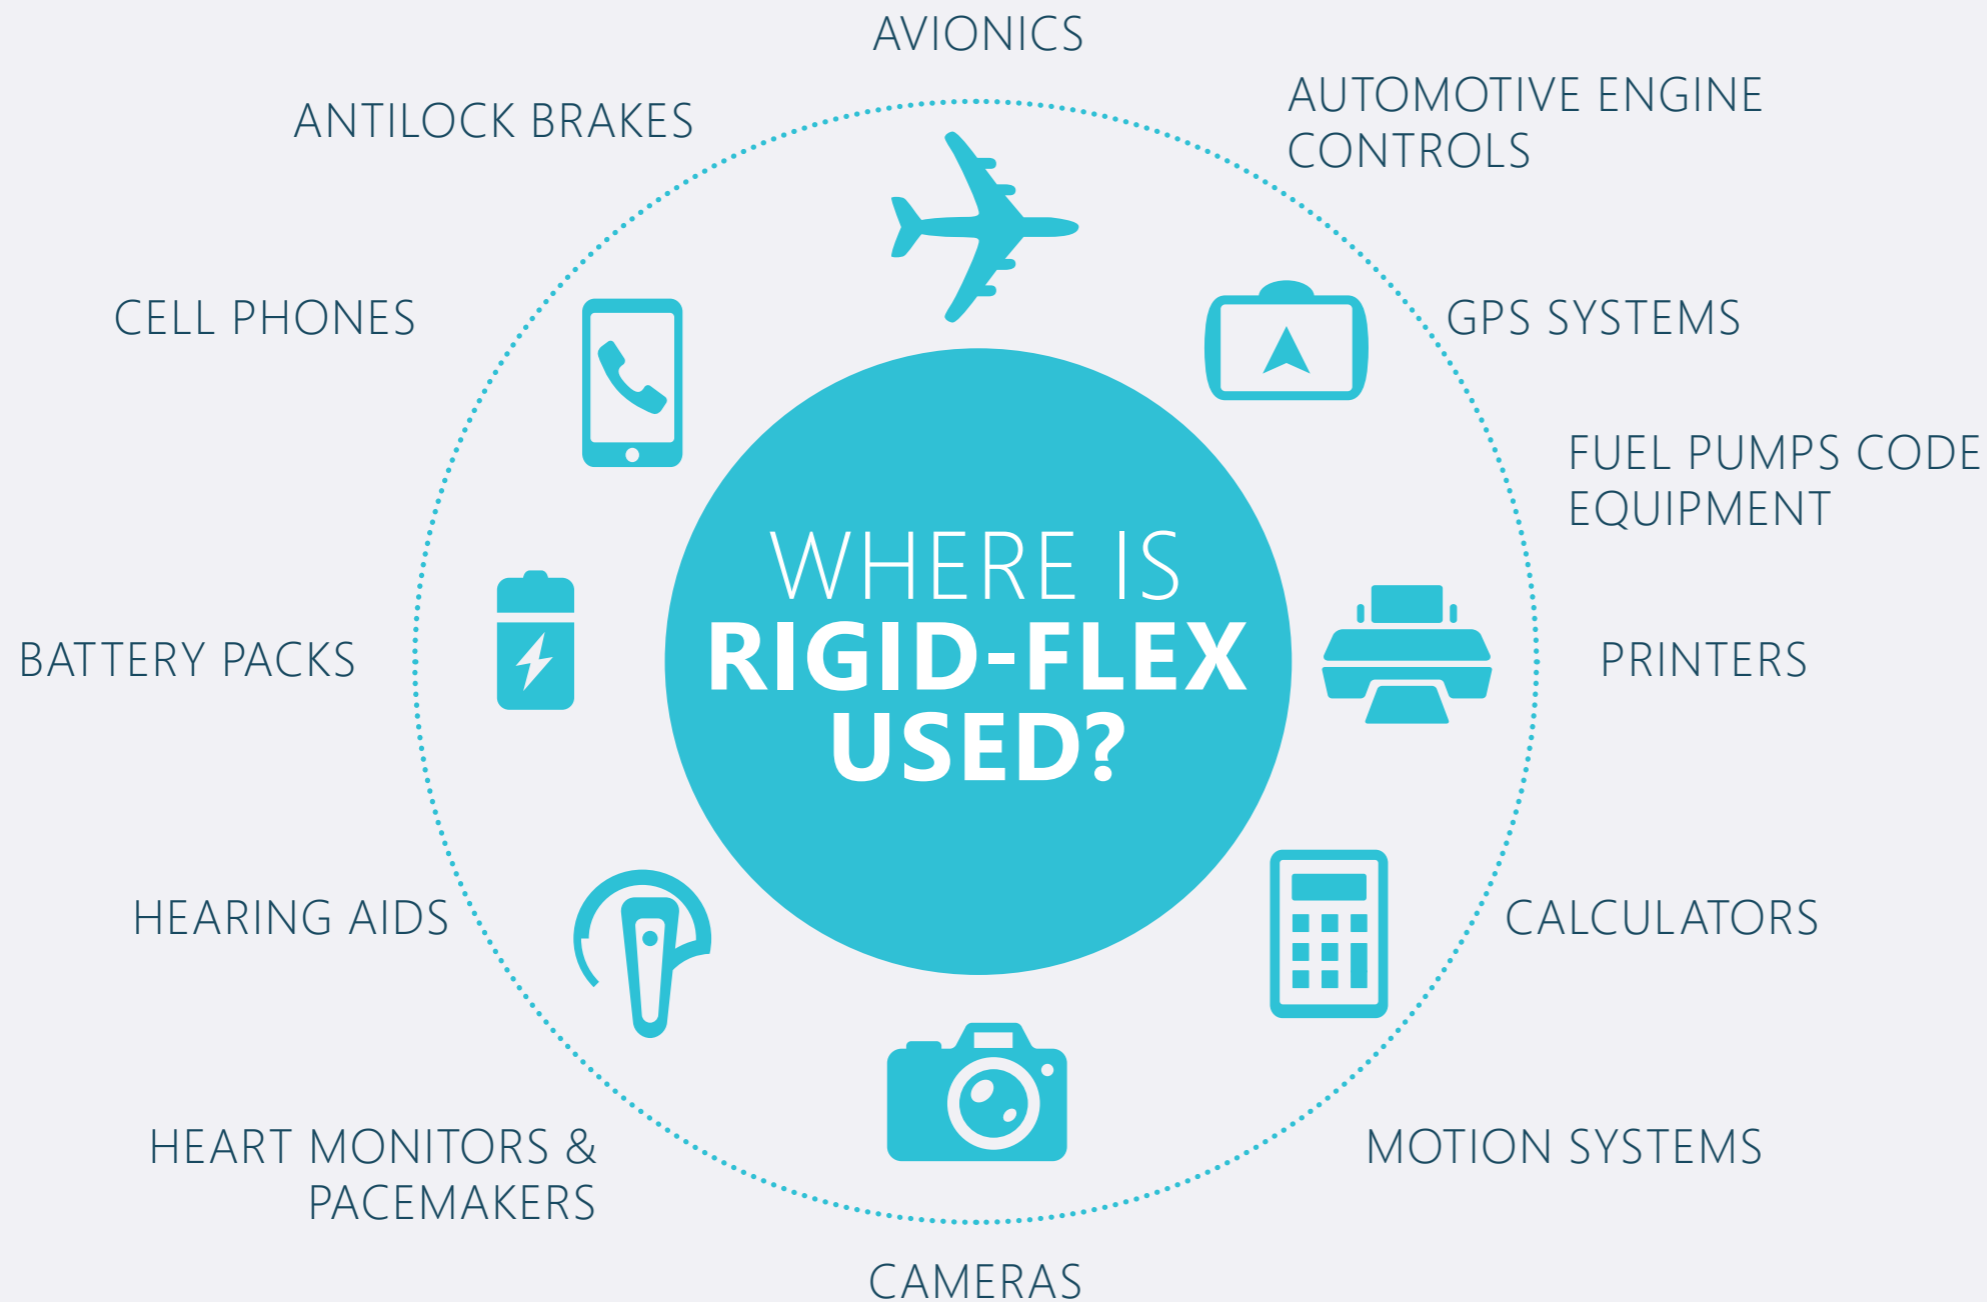 AVIONICS
ANTILOCK BRAKES
AUTOMOTIVE ENGINE
CONTROLS
CELL PHONES
GPS SYSTEMS
FUEL PUMPS CODE
EQUIPMENT
WHERE IS
RIGID-FLEX
USED?
BATTERY PACKS
PRINTERS
HEARING AIDS
CALCULATORS
HEART MONITORS &
PACEMAKERS
MOTION SYSTEMS
CAMERAS